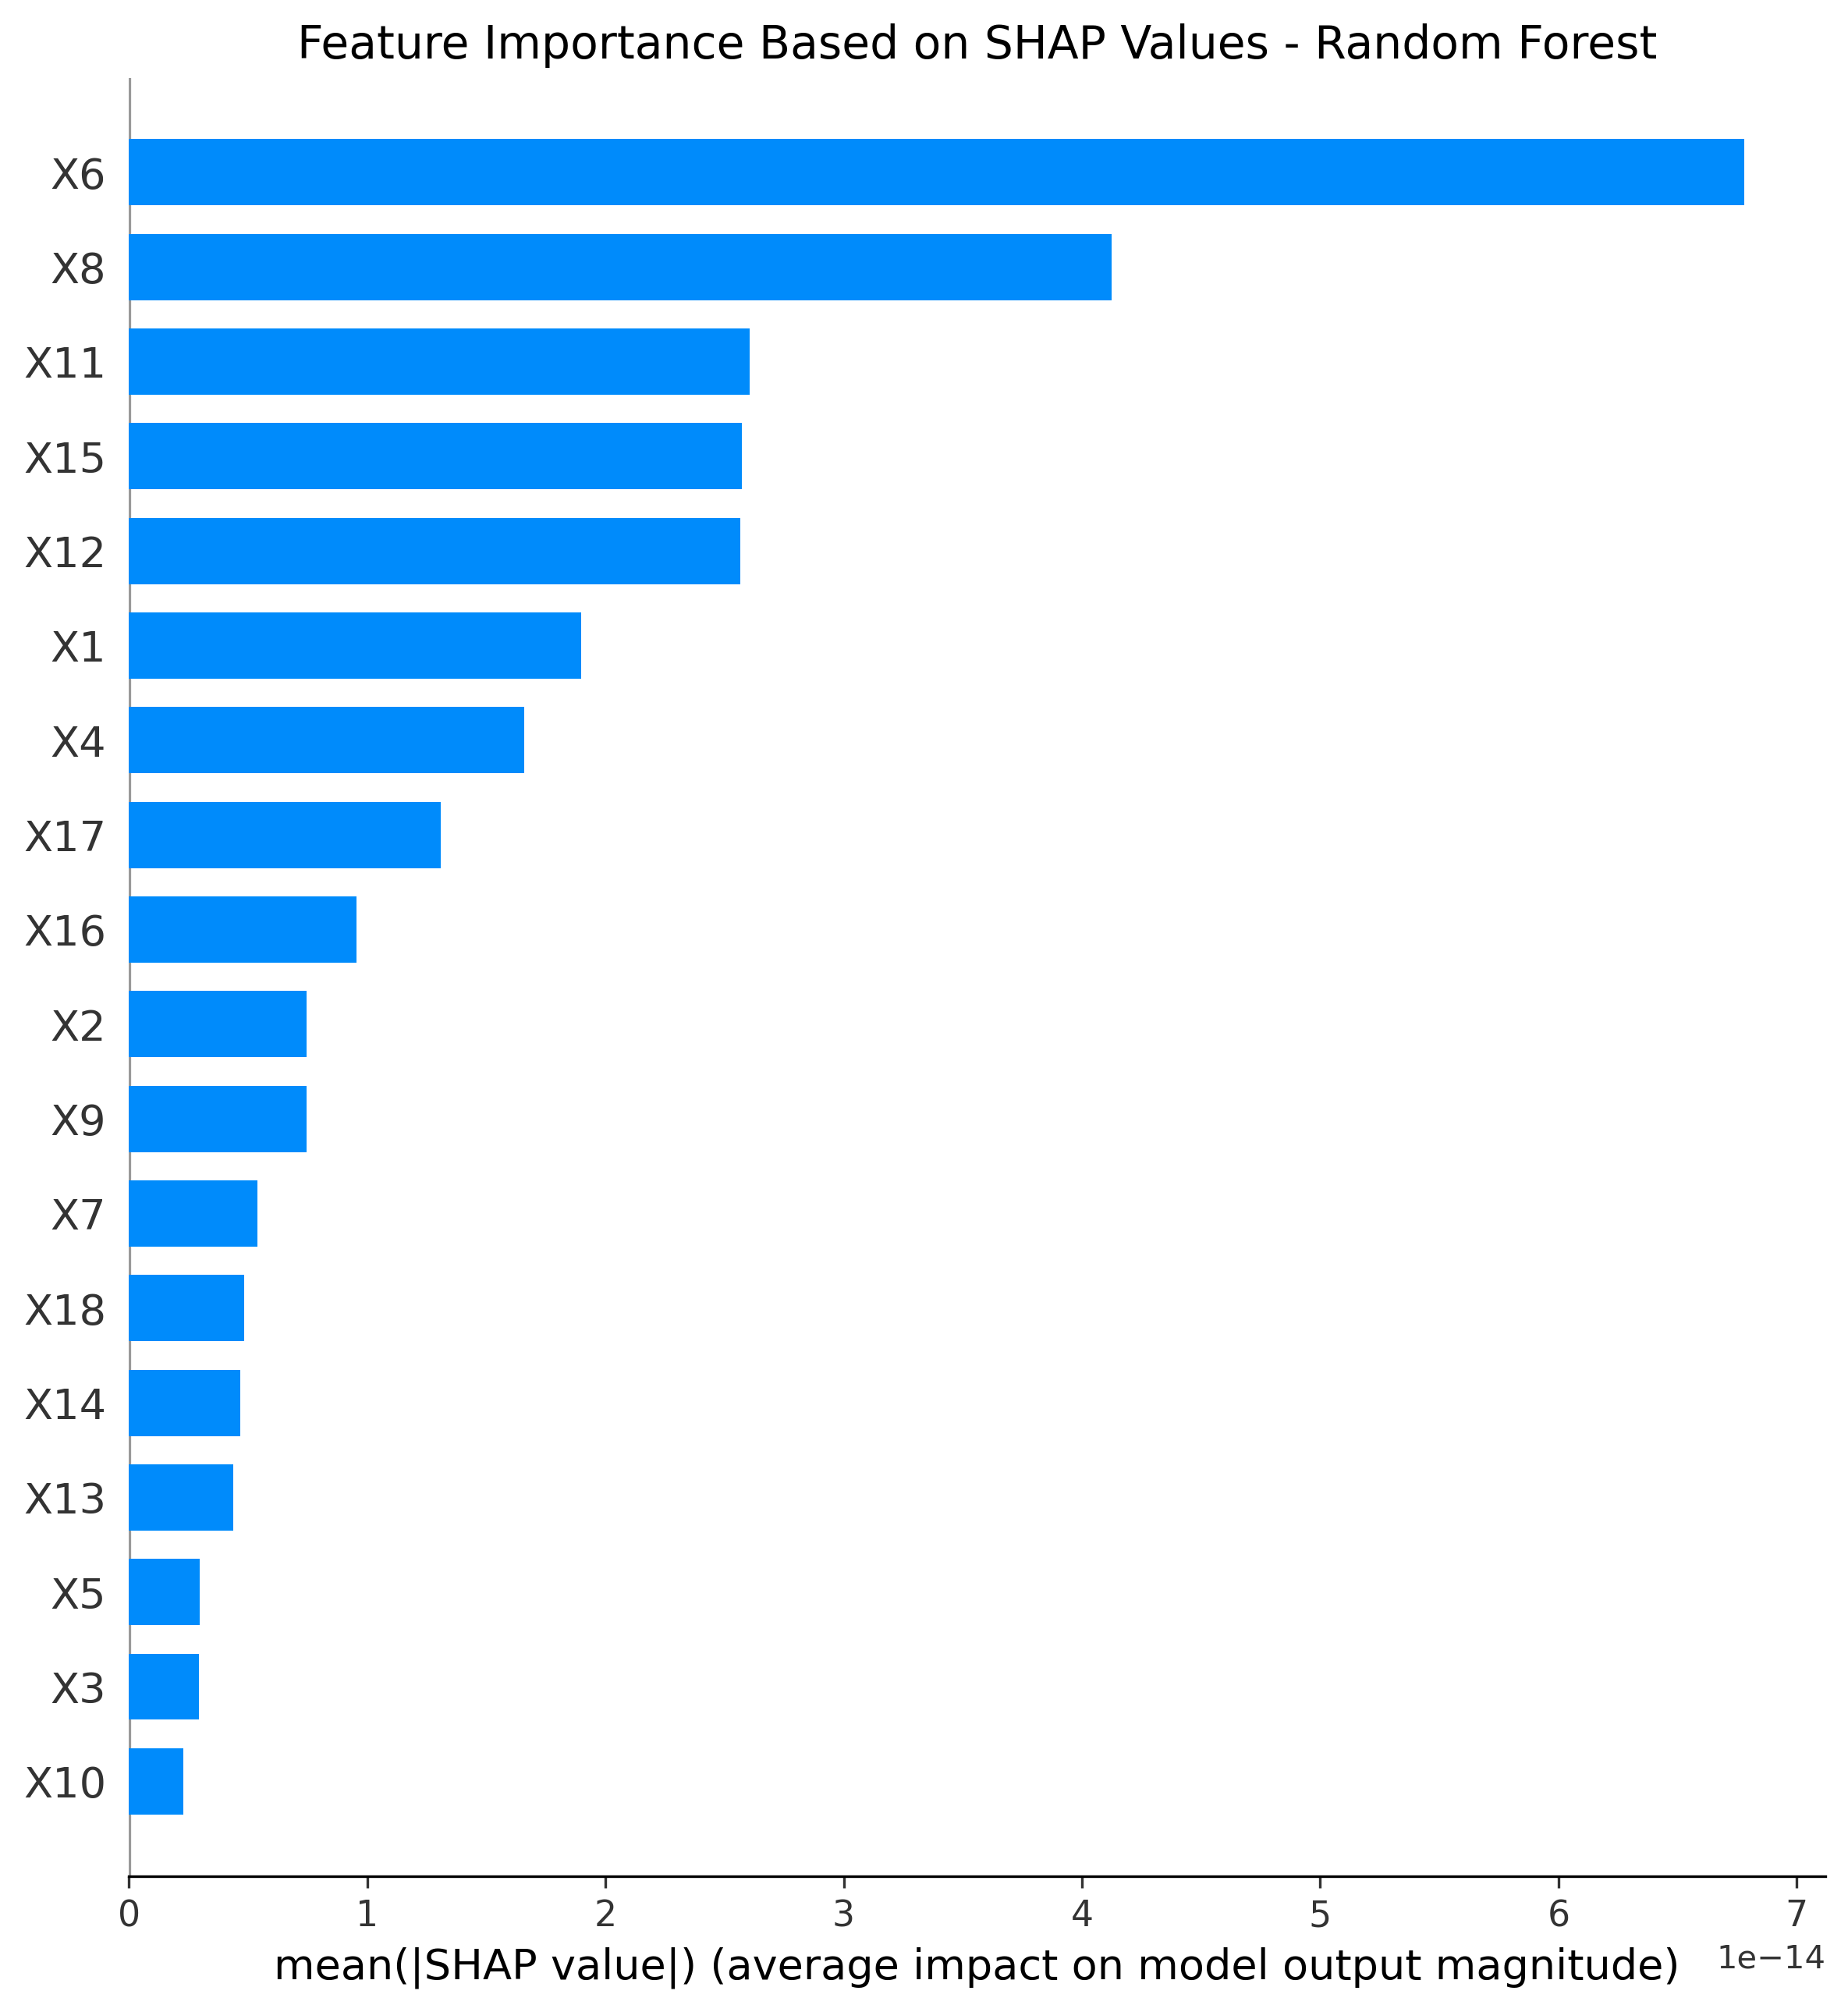 Feature Importance Based on SHAP Values - Random Forest
X6
X8
X11
X15
X12
X1
X4
X17
X16
X2
X9
X7
X18
X14
X13
X5
X3
X10
0 1 2 3 4 5 6 7
mean(|SHAP value|) (average impact on model output magnitude)
1e−14